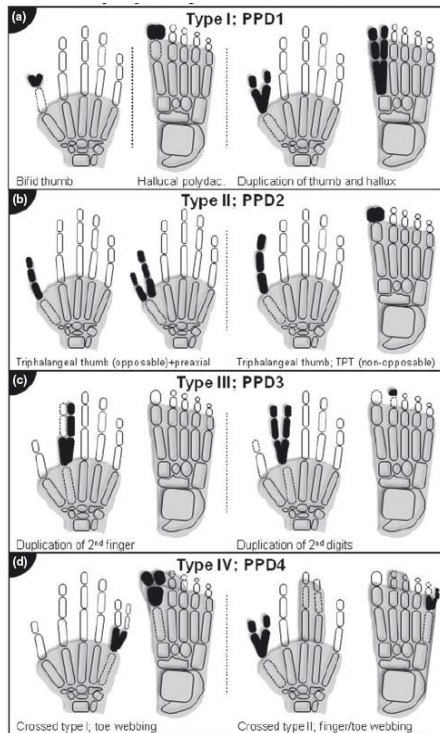 (a)
Type I: PPD1
Bifid thumb
Hallucal polydac.
Duplication of thumb and hallux
(b)
Type II: PPD2
Triphalangeal thumb (opposable)+preaxial
Triphalangeal thumb; TPT (non-opposable)
(c)
Type III: PPD3
Duplication of 2nd finger
Duplication of 2nd digits
(d)
Type IV: PPD4
Crossed type I; toe webbing
Crossed type II; finger/toe webbing